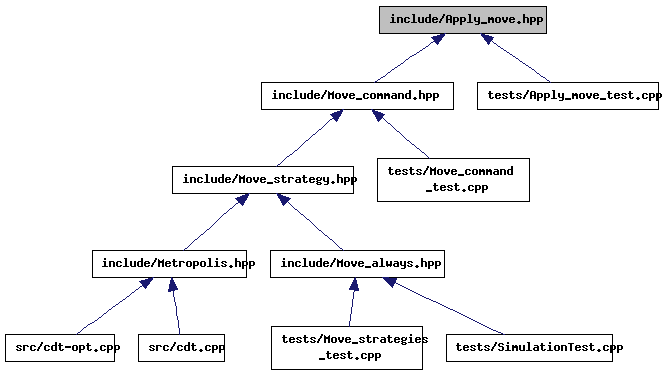 include/Apply_move.hpp
include/Move_command.hpp
tests/Apply_move_test.cpp
include/Move_strategy.hpp
tests/Move_command
_test.cpp
include/Metropolis.hpp
include/Move_always.hpp
src/cdt-opt.cpp
src/cdt.cpp
tests/Move_strategies
_test.cpp
tests/SimulationTest.cpp